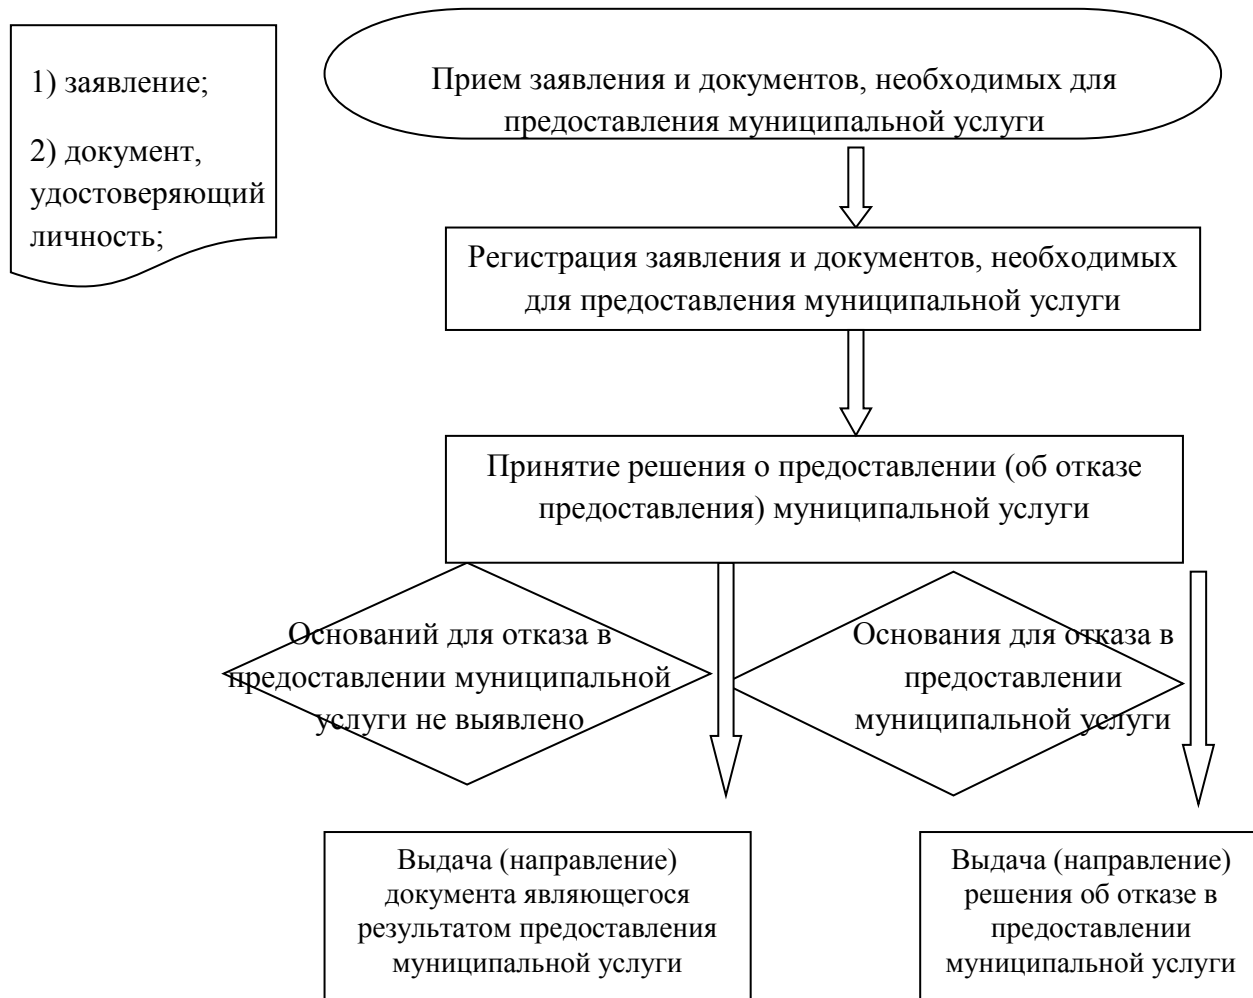 1) заявление;
2) документ,
удостоверяющий
личность;
Прием заявления и документов, необходимых для
предоставления муниципальной услуги
Регистрация заявления и документов, необходимых
для предоставления муниципальной услуги
Принятие решения о предоставлении (об отказе
предоставления) муниципальной услуги
Оснований для отказа в
предоставлении муниципальной
услуги не выявлено
Основания для отказа в
предоставлении
муниципальной услуги
Выдача (направление)
документа являющегося
результатом предоставления
муниципальной услуги
Выдача (направление)
решения об отказе в
предоставлении
муниципальной услуги